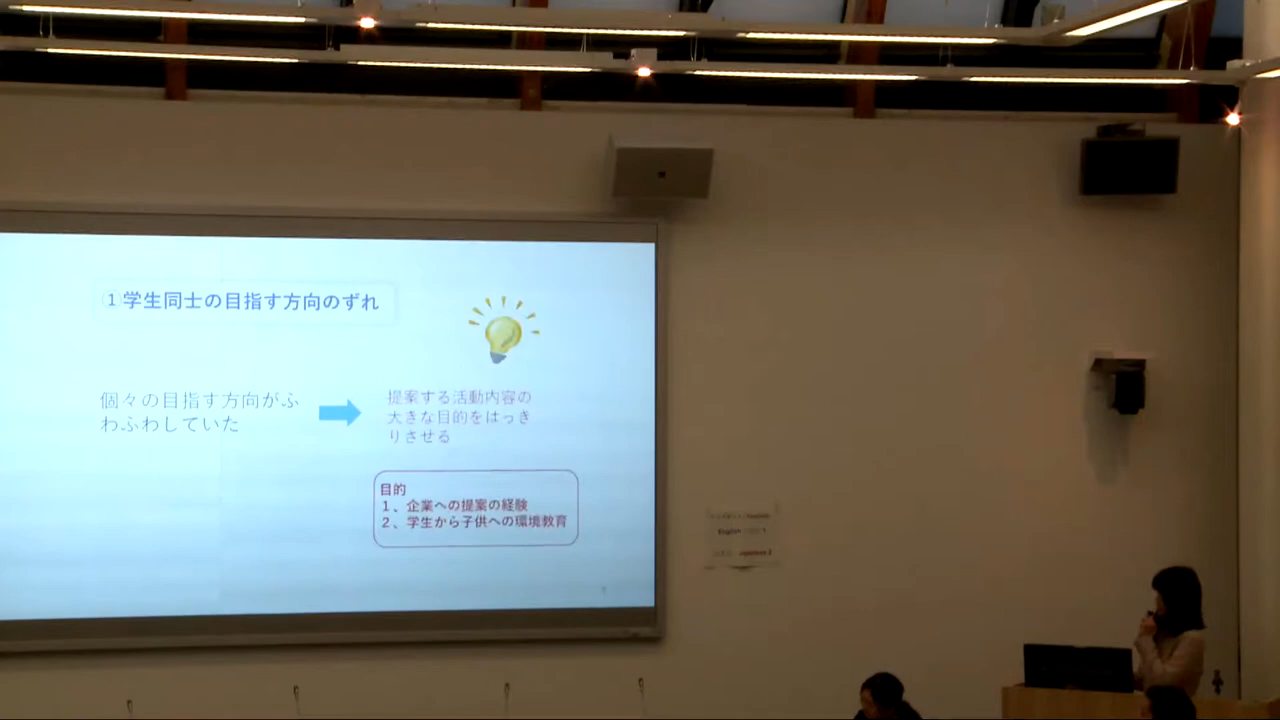 ①学生同士の目指す方向のずれ
個々の目指す方向がふ
わふわしていた
提案する活動内容の
大きな目的をはっき
りさせる
目的
1、企業への提案の経験
2、学生から子供への環境教育